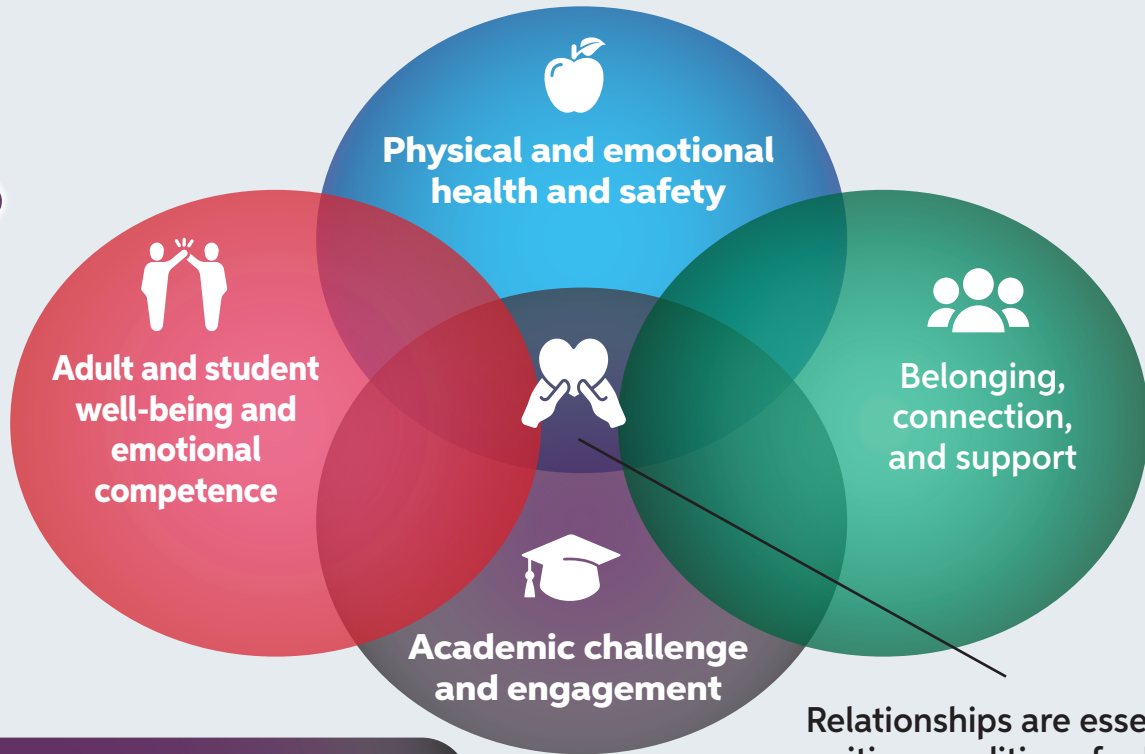 Physical and emotional
health and safety
Adult and student
well-being and
emotional
competence
Belonging,
connection,
and support
Academic challenge
and engagement
Relationships are esse